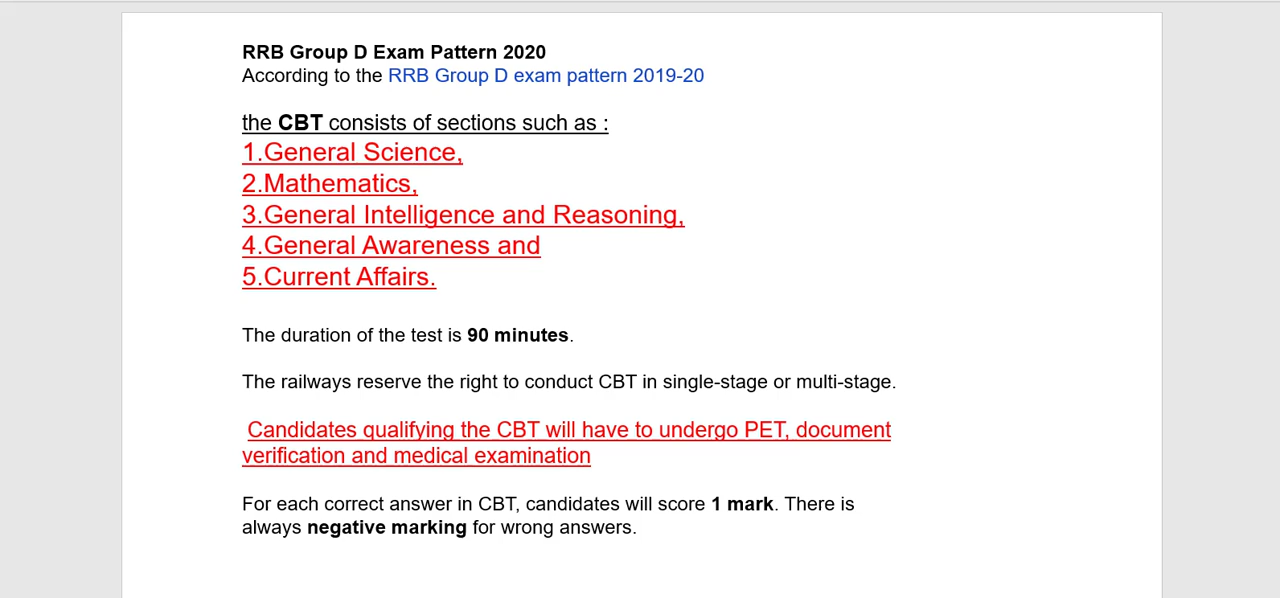 RRB Group D Exam Pattern 2020
According to the RRB Group D exam pattern 2019-20
the CBT consists of sections such as :
1.General Science,
2.Mathematics,
3.General Intelligence and Reasoning,
4.General Awareness and
5.Current Affairs.
The duration of the test is 90 minutes.
The railways reserve the right to conduct CBT in single-stage or multi-stage.
Candidates qualifying the CBT will have to undergo PET, document
verification and medical examination
For each correct answer in CBT, candidates will score 1 mark. There is
always negative marking for wrong answers.